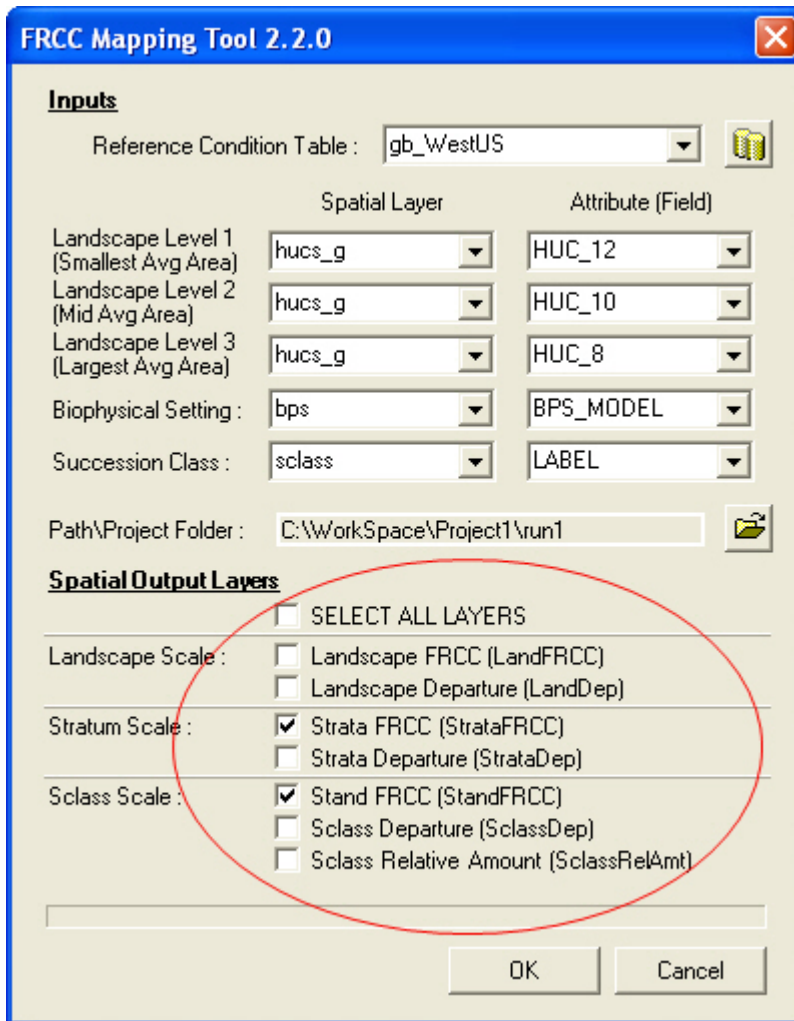 FRCC Mapping Tool 2.2.0
Inputs
Reference Condition Table : gb_WestUS
Spatial Layer Attribute (Field)
Landscape Level 1
(Smallest Avg Area) hucs_g HUC_12
Landscape Level 2
(Mid Avg Area) hucs_g HUC_10
Landscape Level 3
(Largest Avg Area) hucs_g HUC_8
Biophysical Setting : bps BPS_MODEL
Succession Class : sclass LABEL
Path\Project Folder : C:\WorkSpace\Project1\run1
Spatial Output Layers
SELECT ALL LAYERS
Landscape Scale : Landscape FRCC (LandFRCC)
Landscape Departure (LandDep)
Stratum Scale : Strata FRCC (StrataFRCC)
Strata Departure (StrataDep)
Sclass Scale : Stand FRCC (StandFRCC)
Sclass Departure (SclassDep)
Sclass Relative Amount (SclassRelAmt)
OK Cancel